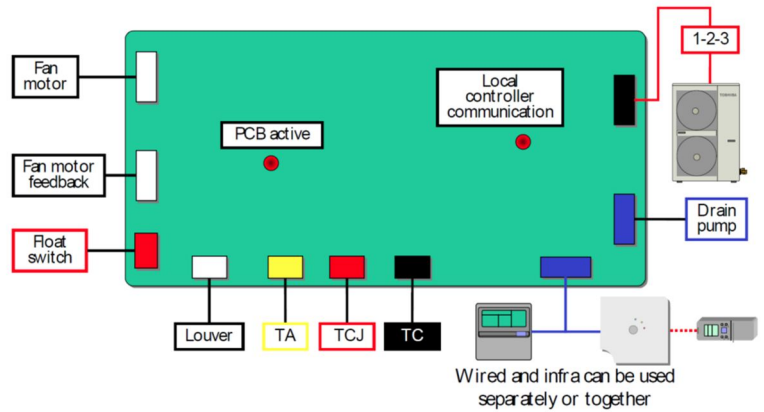 1-2-3
Fan
motor
Local
controller
communication
PCB active
TOSHIBA
Fan motor
feedback
Drain
pump
Float
switch
Louver
TA
TCJ
TC
Wired and infra can be used
separately or together